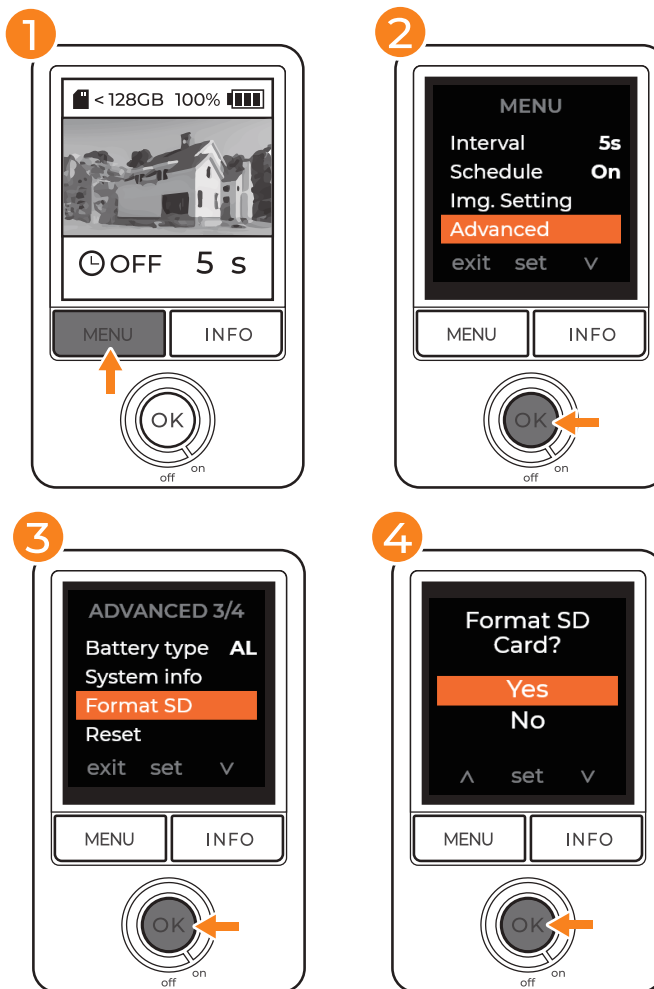 1
< 128GB 100%
OFF 5 s
MENU INFO
OK
off on
2
MENU
Interval 5s
Schedule On
Img. Setting
Advanced
exit set v
MENU INFO
OK
off on
3
ADVANCED 3/4
Battery type AL
System info
Format SD
Reset
exit set v
MENU INFO
OK
off on
4
Format SD
Card?
Yes
No
ʌ set v
MENU INFO
OK
off on